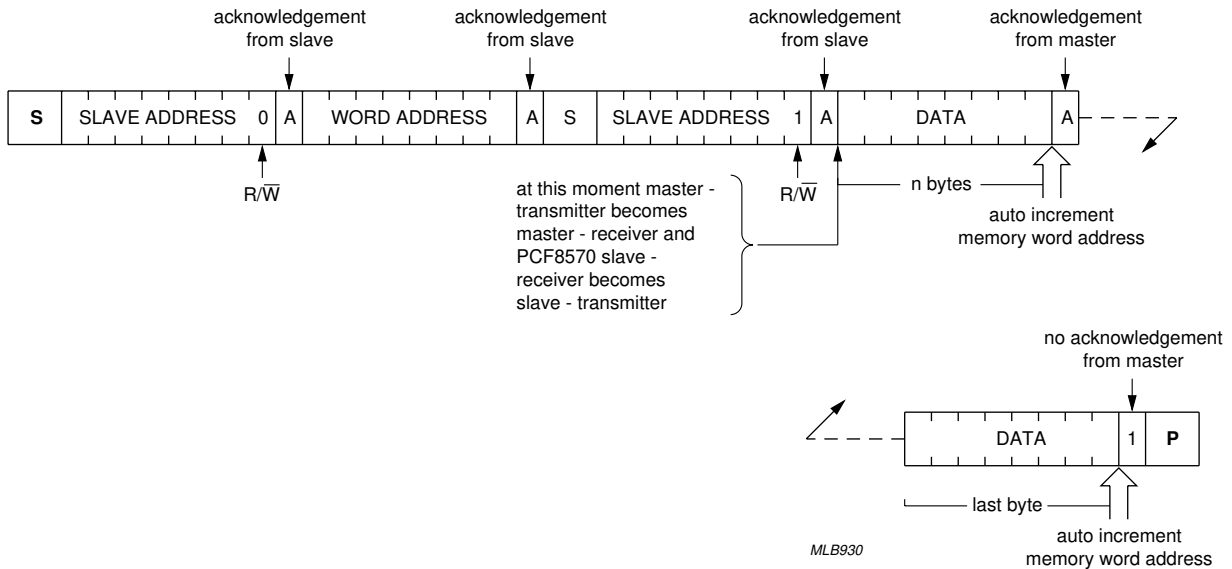 acknowledgement
from slave
acknowledgement
from slave
acknowledgement
from slave
acknowledgement
from master
S SLAVE ADDRESS 0 A WORD ADDRESS A S SLAVE ADDRESS 1 A DATA A
R/W̅
R/W̅
n bytes
at this moment master -
transmitter becomes
master - receiver and
PCF8570 slave -
receiver becomes
slave - transmitter
auto increment
memory word address
no acknowledgement
from master
DATA 1 P
last byte
auto increment
memory word address
MLB930